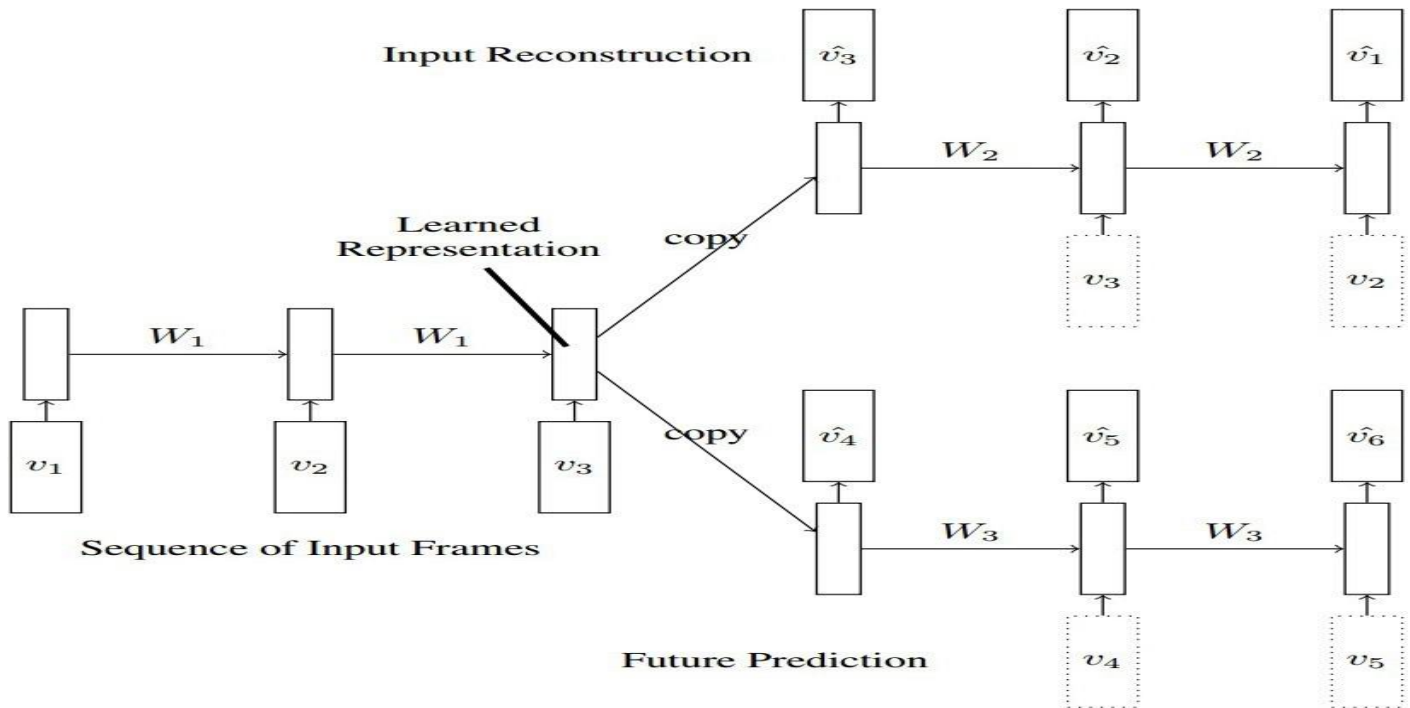 Input Reconstruction
v̂₃ v̂₂ v̂₁
W₂ W₂
Learned
Representation
copy
v₃ v₂
W₁ W₁
v₁ v₂ v₃
Sequence of Input Frames
copy
v̂₄ v̂₅ v̂₆
W₃ W₃
v₄ v₅
Future Prediction